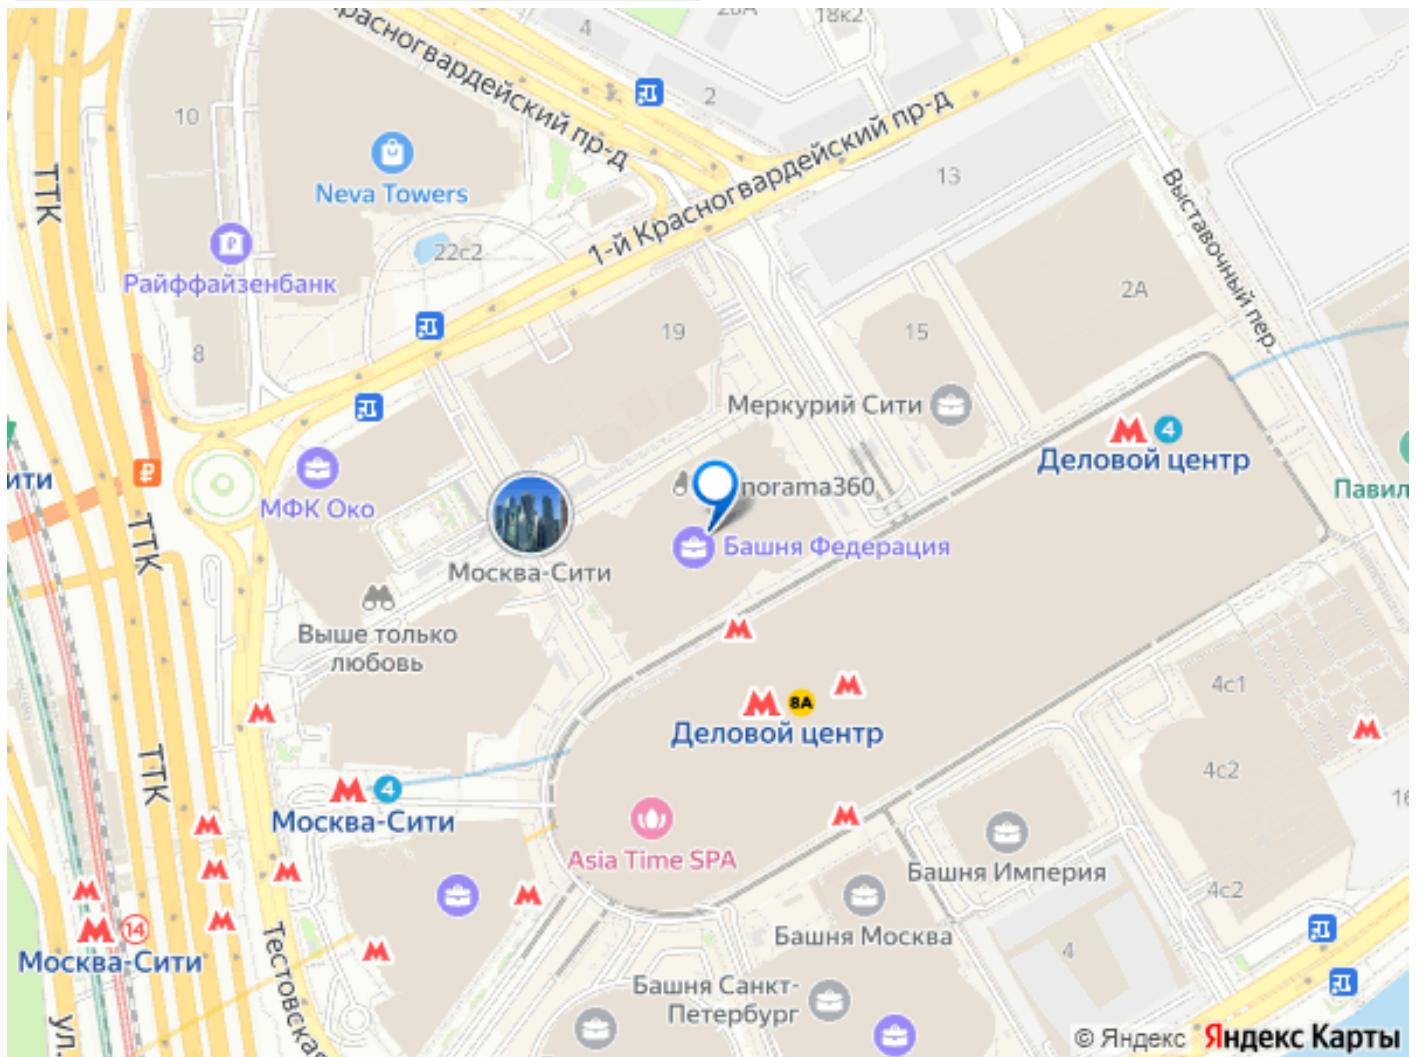 28А
18к2
4
Красногвардейский пр-д
2
10
1-й Красногвардейский пр-д
ТТК
Neva Towers
13
Выставочный пер.
22с2
Райффайзенбанк
2А
19
15
8
Меркурий Сити
4
Деловой центр
ити
МФК Око
norama360
Павил
ТТК
Башня Федерация
Москва-Сити
Выше только
любовь
4с1
8А
Деловой центр
ТТК
4с2
4
16
Москва-Сити
Asia Time SPA
Башня Империя
4с2
14
Башня Москва
Москва-Сити
4
Тестовская
Башня Санкт-
Петербург
ул.
© Яндекс Яндекс Карты